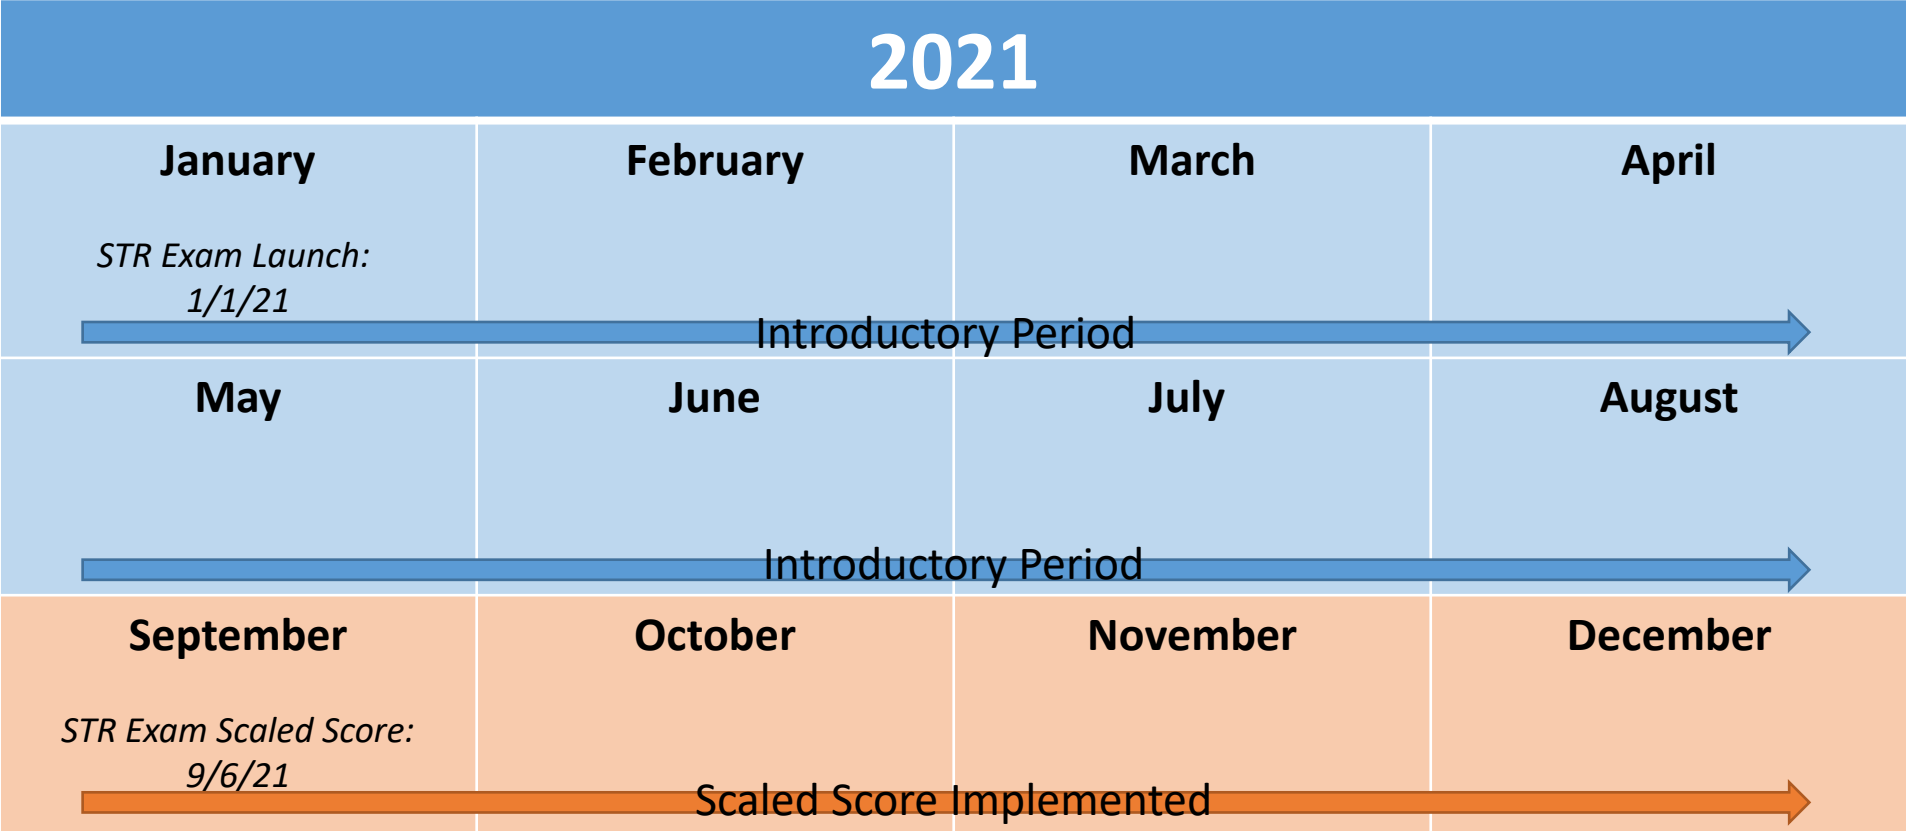 2021
January
February
March
April
STR Exam Launch:
1/1/21
Introductory Period
May
June
July
August
Introductory Period
September
October
November
December
STR Exam Scaled Score:
9/6/21
Scaled Score Implemented